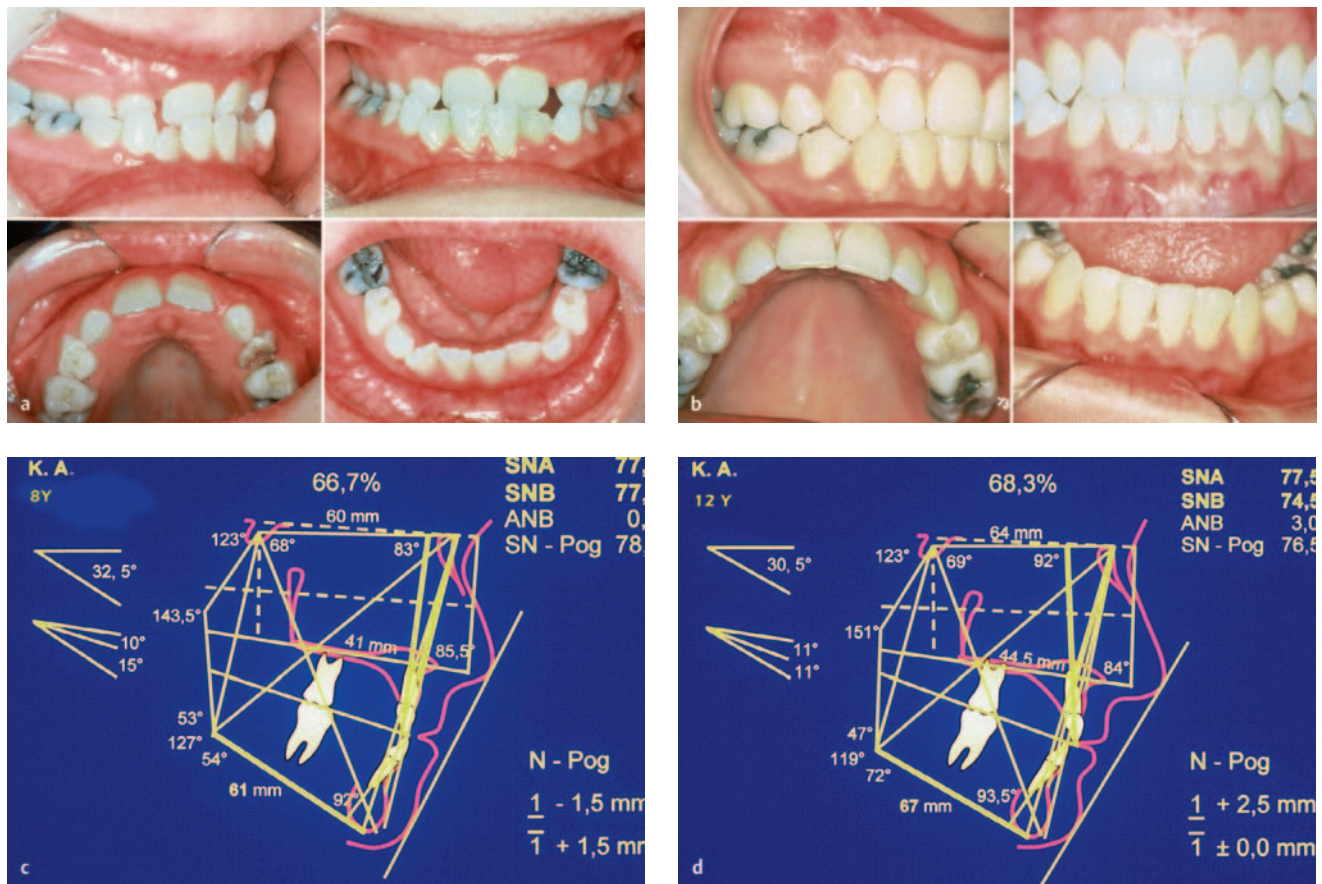 a
b
73
K. A.
8Y
66,7%
SNA 77,
SNB 77,
ANB 0,
SN - Pog 78,
60 mm
123°
68°
83°
32, 5°
143,5°
10°
15°
41 mm
85,5°
53°
127°
54°
61 mm
92°
N - Pog
1 - 1,5 mm
1 + 1,5 mm
c
K. A.
12 Y
68,3%
SNA 77,5
SNB 74,5
ANB 3,0
SN - Pog 76,5
64 mm
123°
69°
92°
30, 5°
151°
11°
11°
44,5 mm
84°
47°
119°
72°
67 mm
93,5°
N - Pog
1 + 2,5 mm
1 ± 0,0 mm
d